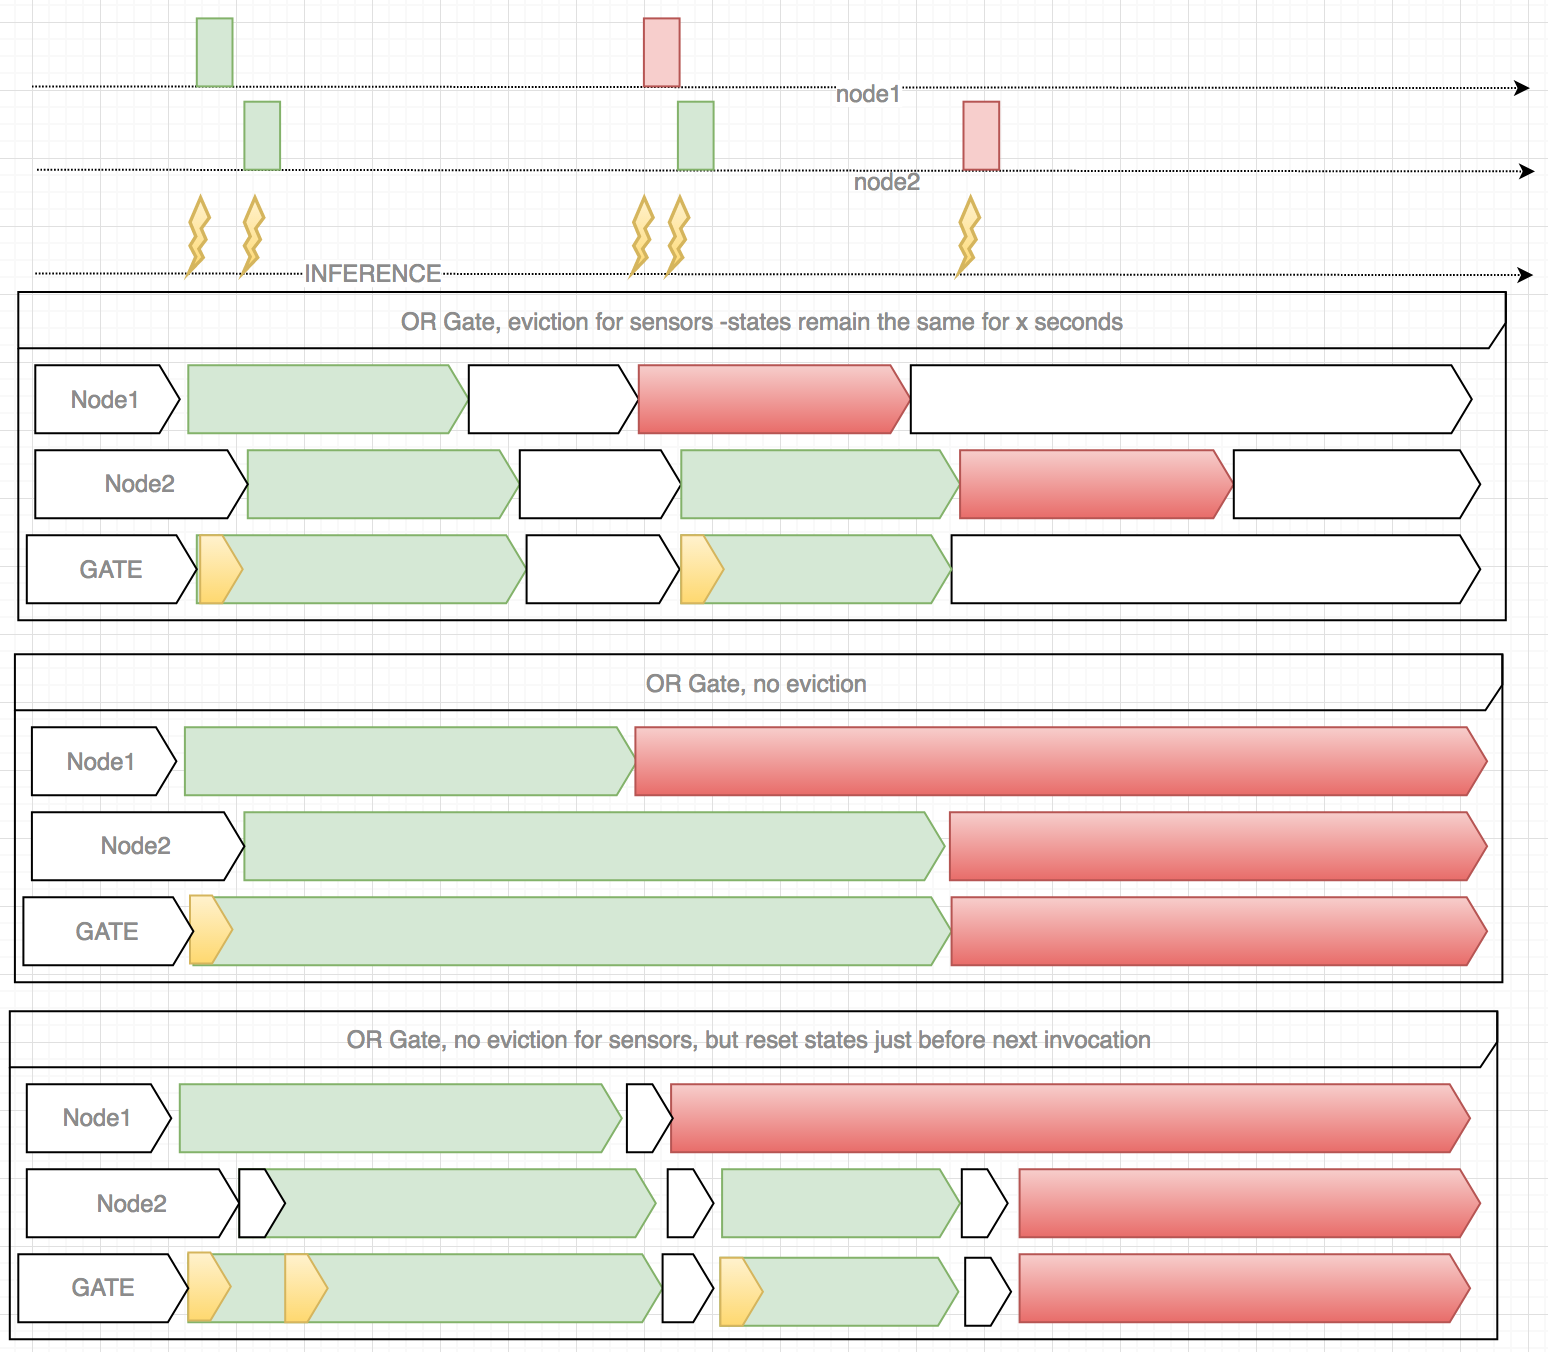 node1
node2
INFERENCE
OR Gate, eviction for sensors -states remain the same for x seconds
Node1
Node2
GATE
OR Gate, no eviction
Node1
Node2
GATE
OR Gate, no eviction for sensors, but reset states just before next invocation
Node1
Node2
GATE